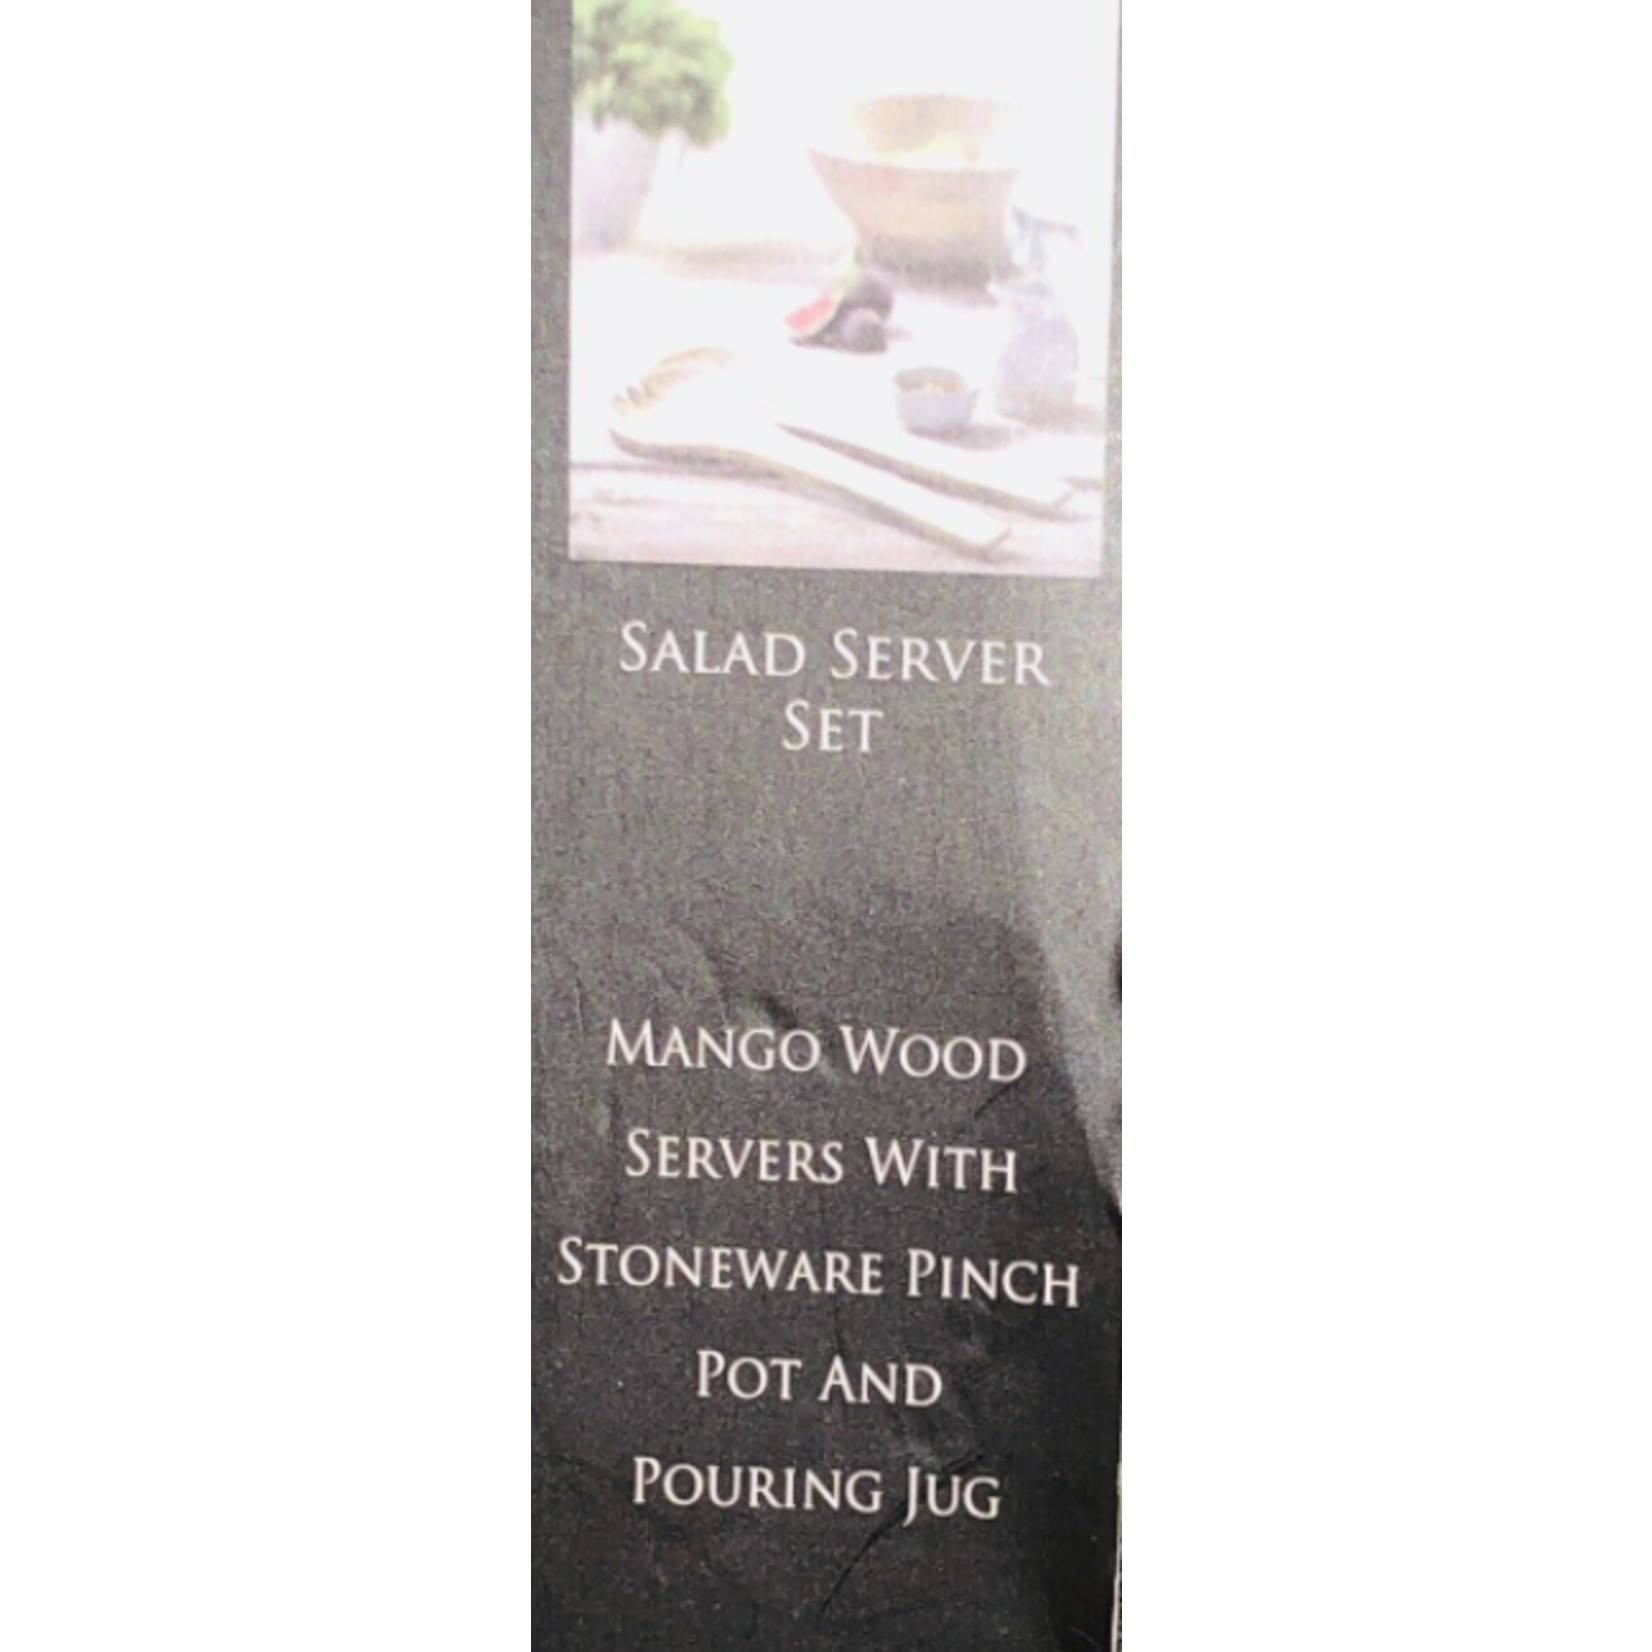 SALAD SERVER
SET
MANGO WOOD
SERVERS WITH
STONEWARE PINCH
POT AND
POURING JUG